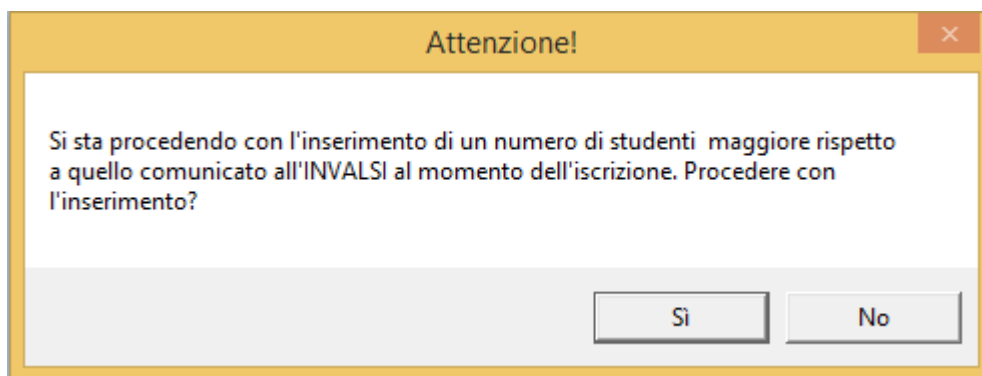 Attenzione!
Si sta procedendo con l'inserimento di un numero di studenti  maggiore rispetto
a quello comunicato all'INVALSI al momento dell'iscrizione. Procedere con
l'inserimento?
Sì
No